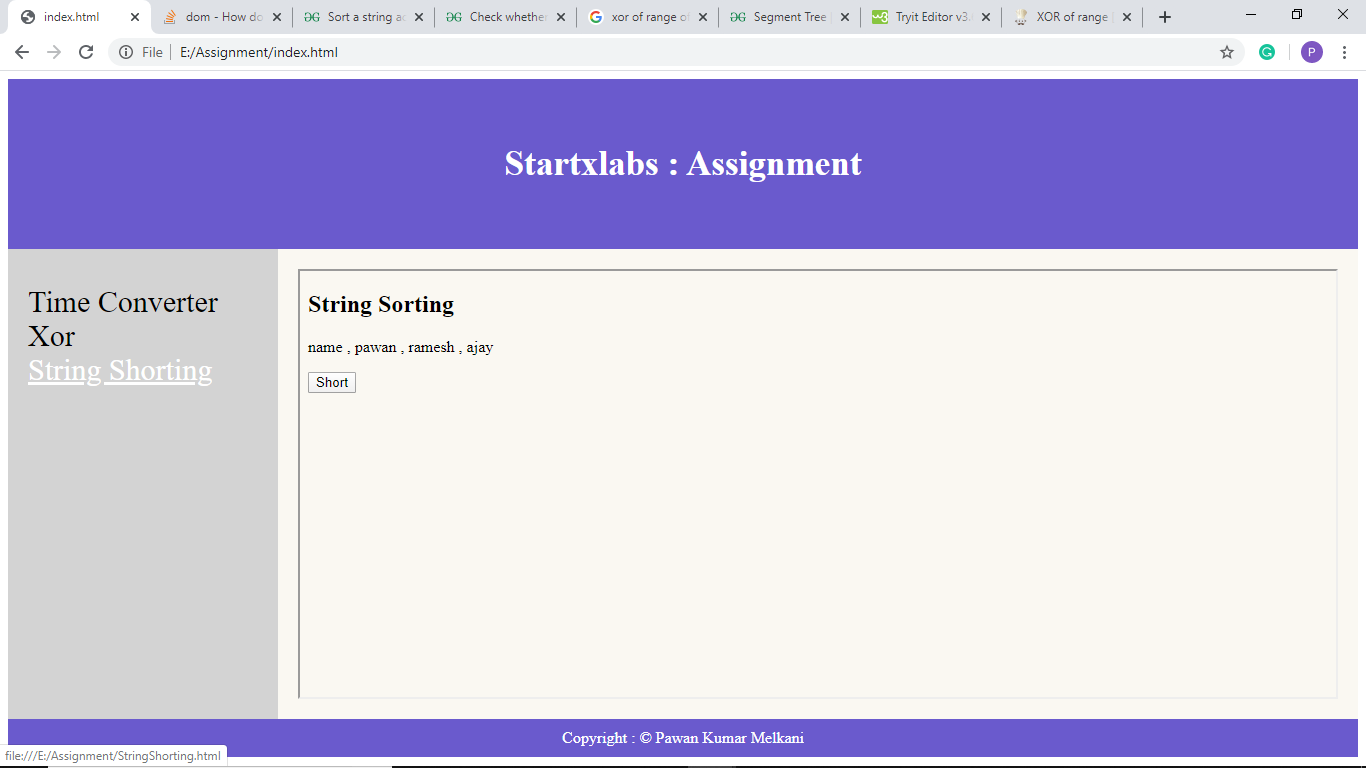 index.html
dom - How do
Sort a string ac
Check whether
xor of range of
Segment Tree |
Tryit Editor v3.
XOR of range
File
E:/Assignment/index.html
P
Startxlabs : Assignment
Time Converter
Xor
String Shorting
String Sorting
name , pawan , ramesh , ajay
Short
Copyright : © Pawan Kumar Melkani
file:///E:/Assignment/StringShorting.html